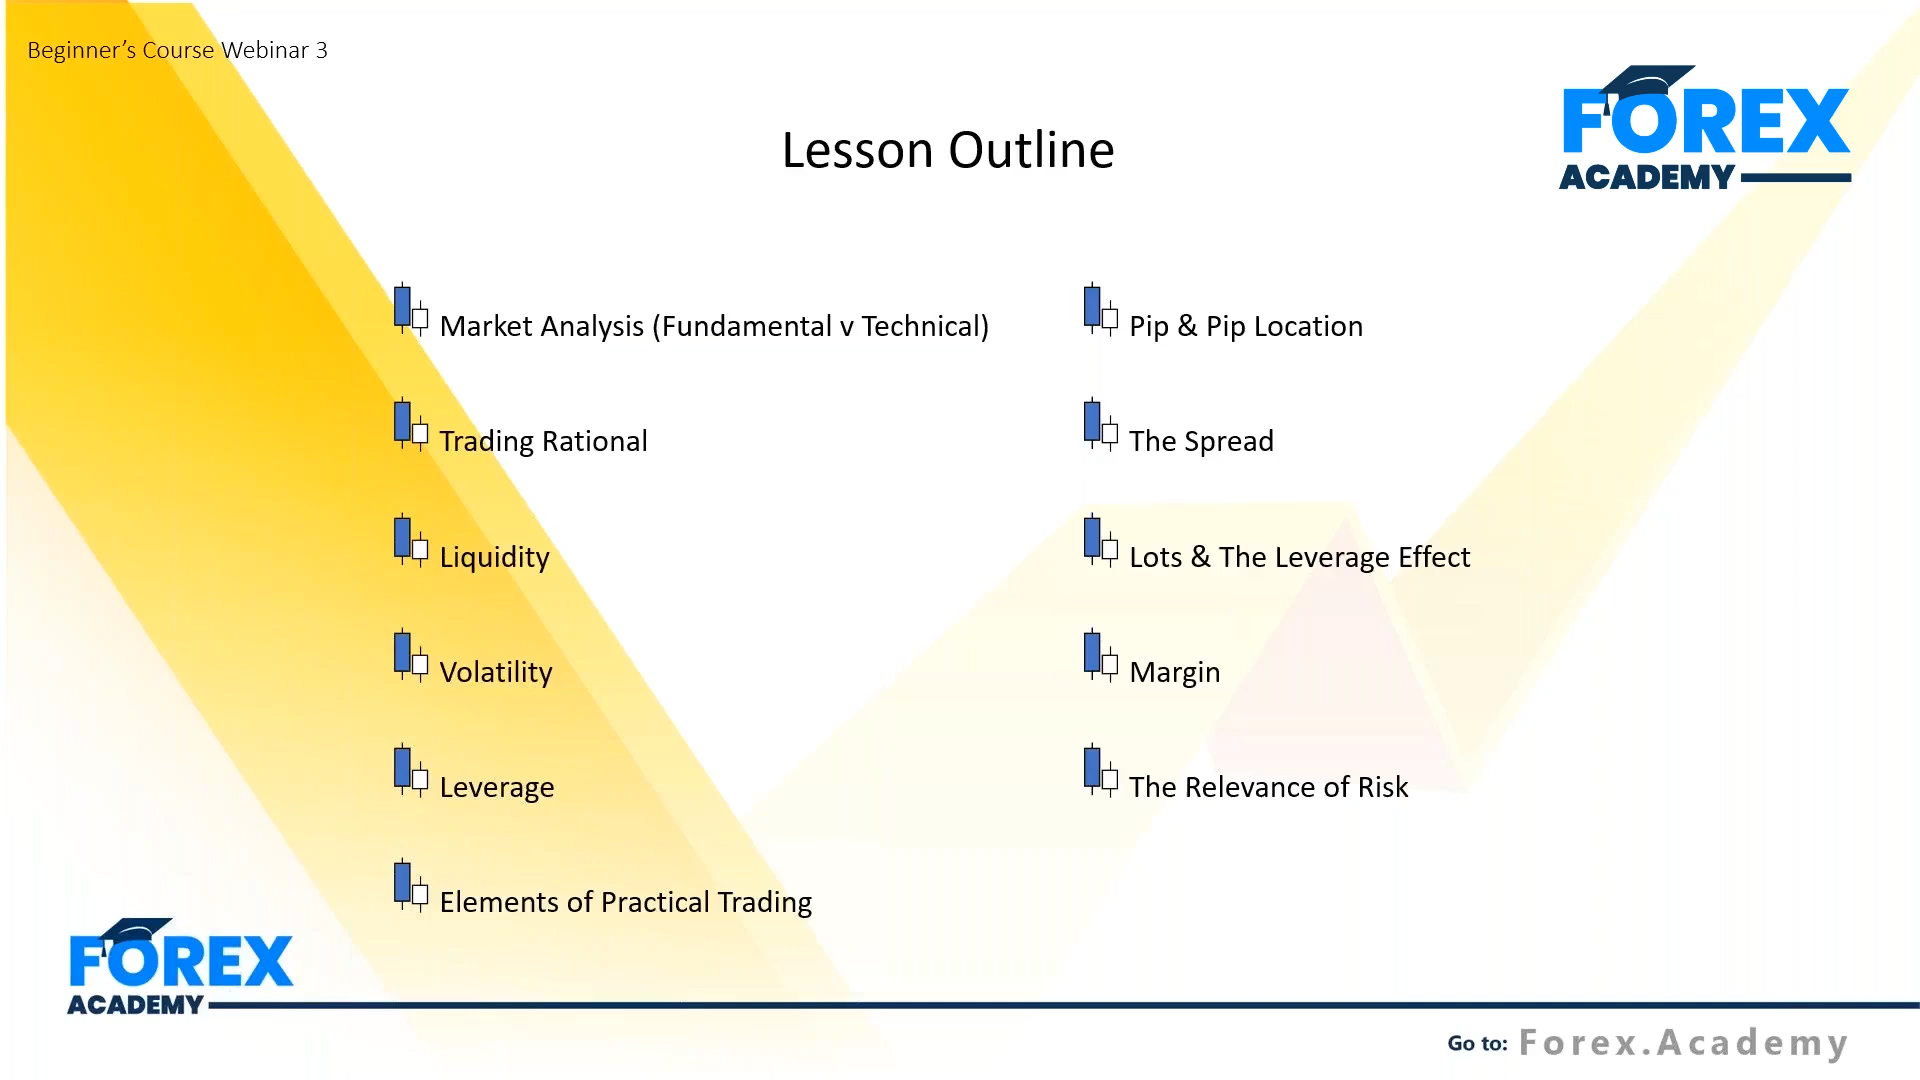 Beginner’s Course Webinar 3
FOREX
ACADEMY
Lesson Outline
Market Analysis (Fundamental v Technical)
Trading Rational
Liquidity
Volatility
Leverage
Elements of Practical Trading
Pip & Pip Location
The Spread
Lots & The Leverage Effect
Margin
The Relevance of Risk
FOREX
ACADEMY
Go to: Forex.Academy